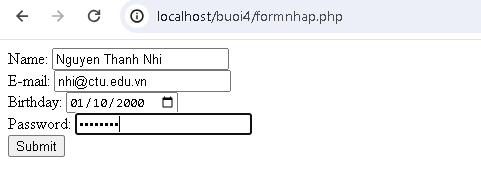 localhost/buoi4/formnhap.php
Name: Nguyen Thanh Nhi
E-mail: nhi@ctu.edu.vn
Birthday: 01/10/2000
Password: ••••••••
Submit